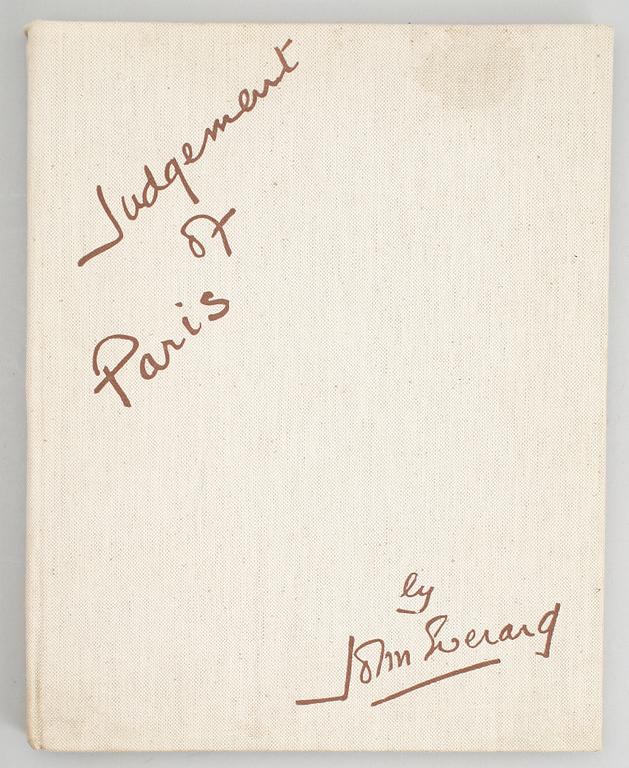 Judgement
of
Paris
by
John Everard